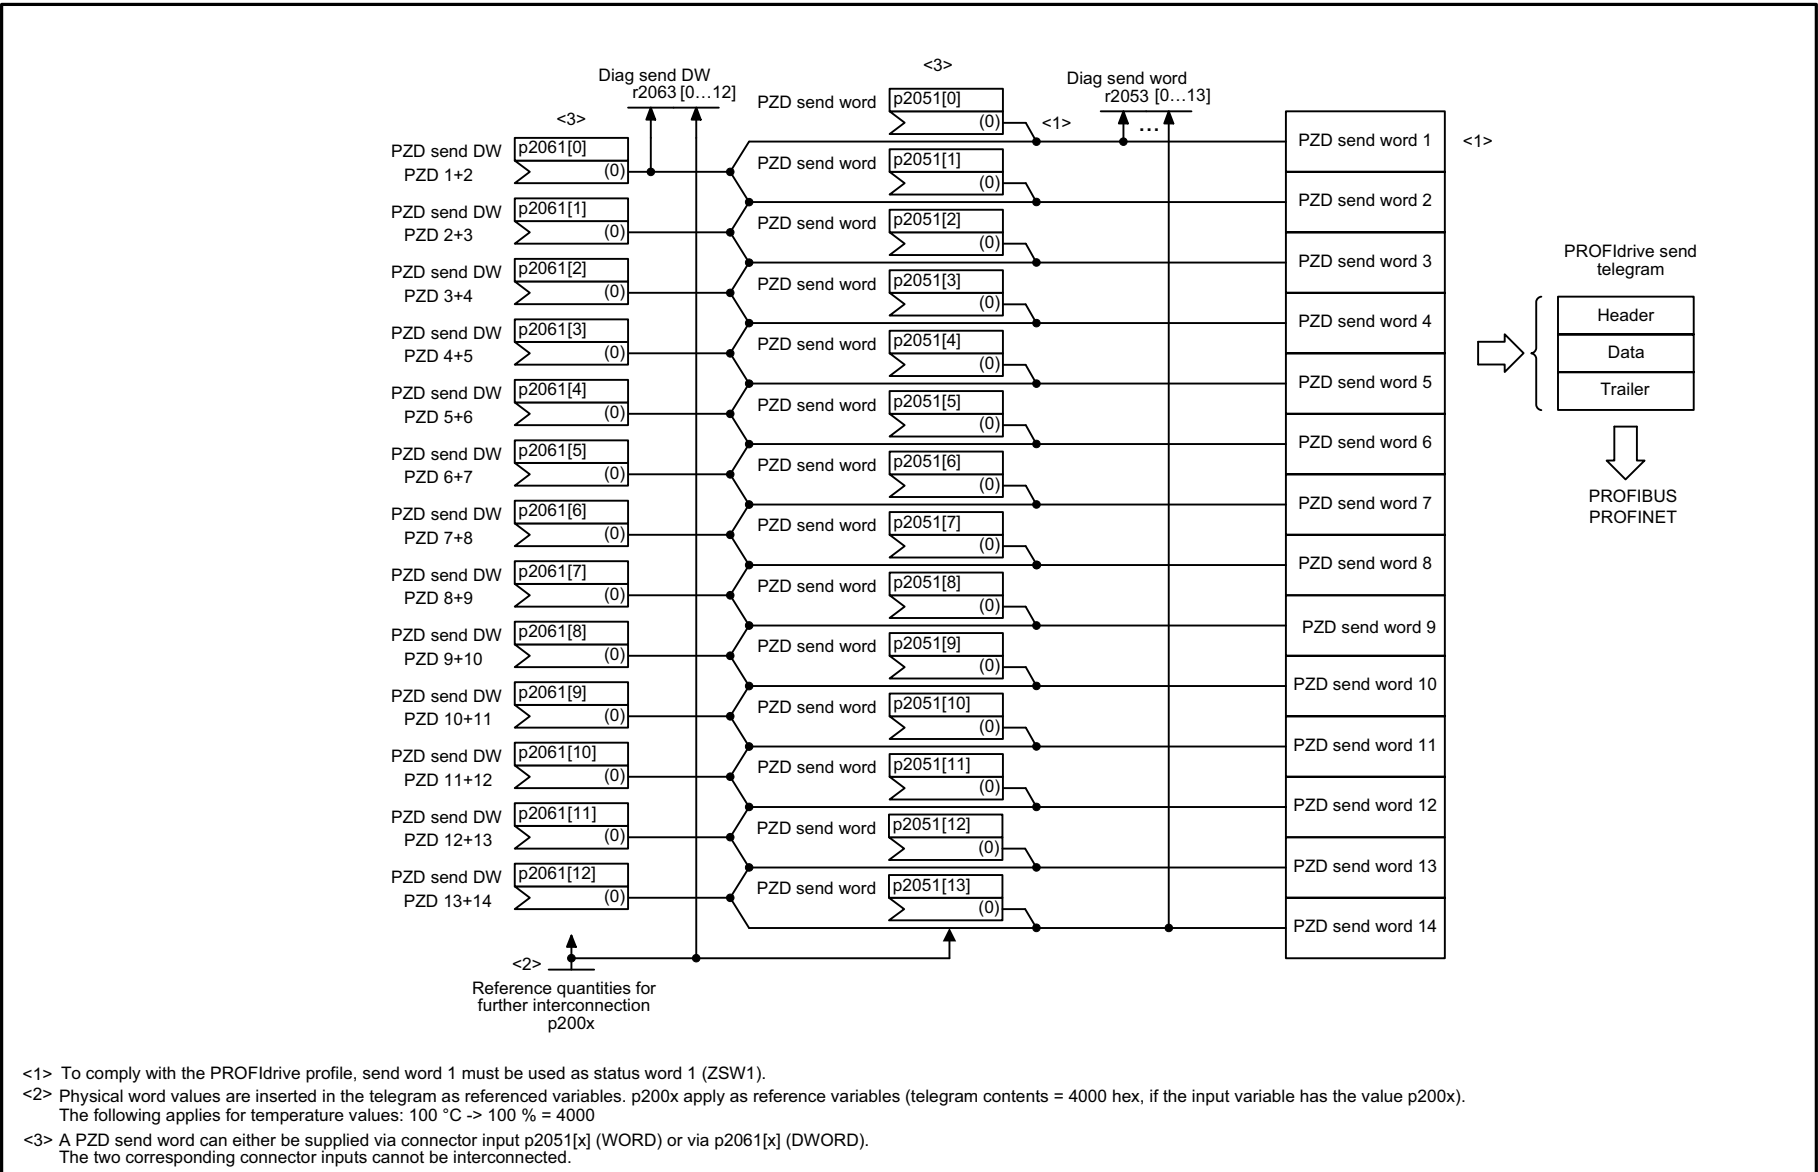 <3>
Diag send DW
r2063 [0...12]
<3>
Diag send word
r2053 [0...13]
...
<1>
PZD send word p2051[0]
(0)
PZD send DW p2061[0]
PZD 1+2 (0)
PZD send word 1 <1>
PZD send word p2051[1]
(0)
PZD send DW p2061[1]
PZD 2+3 (0)
PZD send word 2
PZD send word p2051[2]
(0)
PZD send DW p2061[2]
PZD 3+4 (0)
PZD send word 3
PZD send word p2051[3]
(0)
PZD send DW p2061[3]
PZD 4+5 (0)
PZD send word 4
PZD send word p2051[4]
(0)
PZD send DW p2061[4]
PZD 5+6 (0)
PZD send word 5
PZD send word p2051[5]
(0)
PZD send DW p2061[5]
PZD 6+7 (0)
PZD send word 6
PZD send word p2051[6]
(0)
PZD send DW p2061[6]
PZD 7+8 (0)
PZD send word 7
PZD send word p2051[7]
(0)
PZD send DW p2061[7]
PZD 8+9 (0)
PZD send word 8
PZD send word p2051[8]
(0)
PZD send DW p2061[8]
PZD 9+10 (0)
PZD send word 9
PZD send word p2051[9]
(0)
PZD send DW p2061[9]
PZD 10+11 (0)
PZD send word 10
PZD send word p2051[10]
(0)
PZD send DW p2061[10]
PZD 11+12 (0)
PZD send word 11
PZD send word p2051[11]
(0)
PZD send DW p2061[11]
PZD 12+13 (0)
PZD send word 12
PZD send word p2051[12]
(0)
PZD send DW p2061[12]
PZD 13+14 (0)
PZD send word 13
PZD send word p2051[13]
(0)
PZD send word 14
PROFIdrive send
telegram
Header
Data
Trailer
PROFIBUS
PROFINET
<2>
Reference quantities for
further interconnection
p200x
<1> To comply with the PROFIdrive profile, send word 1 must be used as status word 1 (ZSW1).
<2> Physical word values are inserted in the telegram as referenced variables. p200x apply as reference variables (telegram contents = 4000 hex, if the input variable has the value p200x).
The following applies for temperature values: 100 °C -> 100 % = 4000
<3> A PZD send word can either be supplied via connector input p2051[x] (WORD) or via p2061[x] (DWORD).
The two corresponding connector inputs cannot be interconnected.